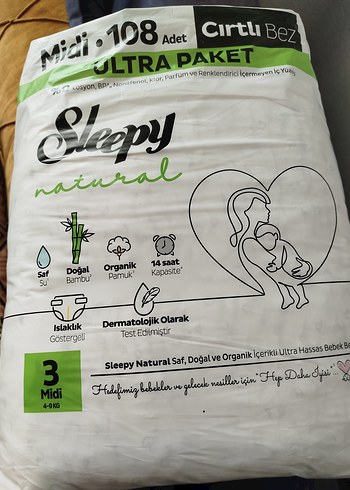 Midi • 108 Adet
Cırtlı Bez
ULTRA PAKET
Losyon, BPA, Nonilfenol, Klor, Parfüm ve Renklendirici İçermeyen İç Yüzey
Sleepy
natural
Saf
Su
Doğal
Bambu
Organik
Pamuk
14 saat
Kapasite
Islaklık
Göstergeli
Dermatolojik Olarak
Test Edilmiştir
3
Midi
4-9 KG
Sleepy Natural Saf, Doğal ve Organik İçerikli Ultra Hassas Bebek
Hedefimiz bebekler ve gelecek nesiller için "Hep Daha İyisi"...